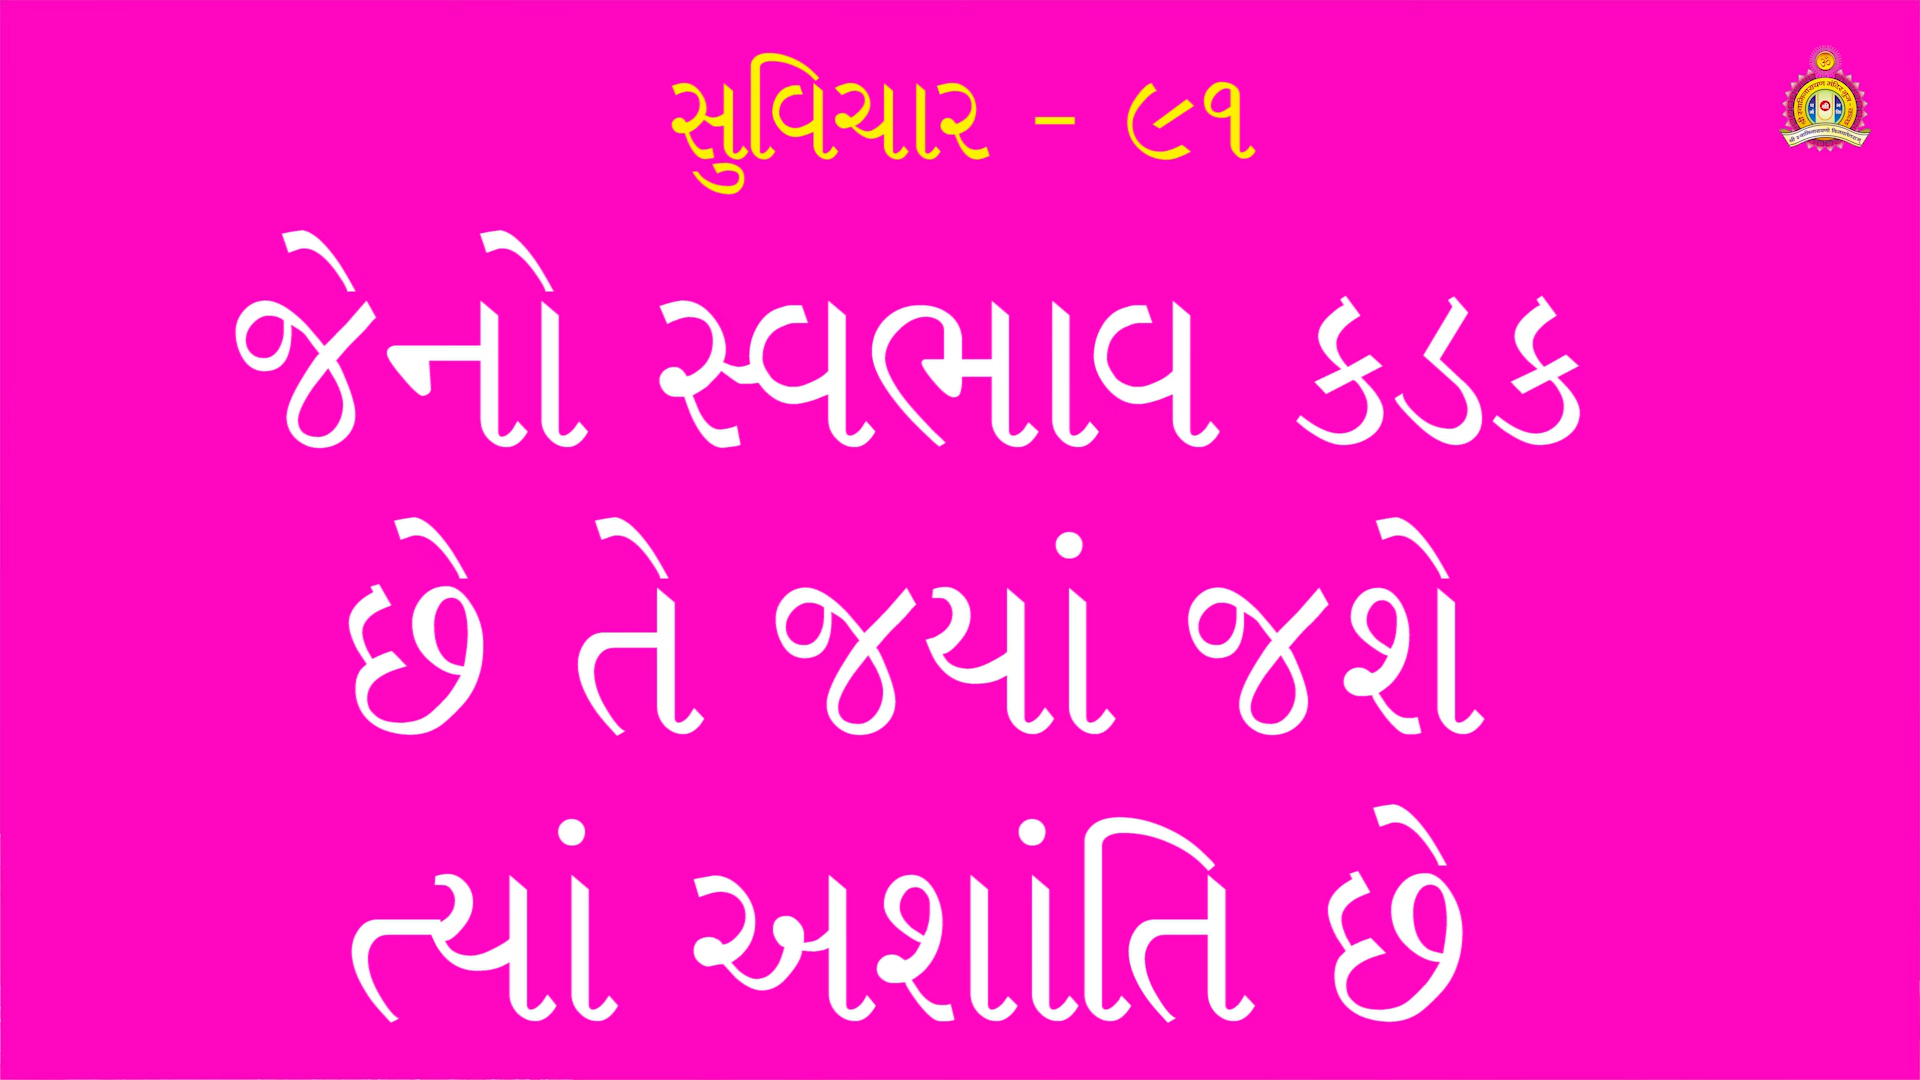 સુવિચાર - ૯૧
જેનો સ્વભાવ કડક
છે તે જયાં જશે
ત્યાં અશાંતિ છે